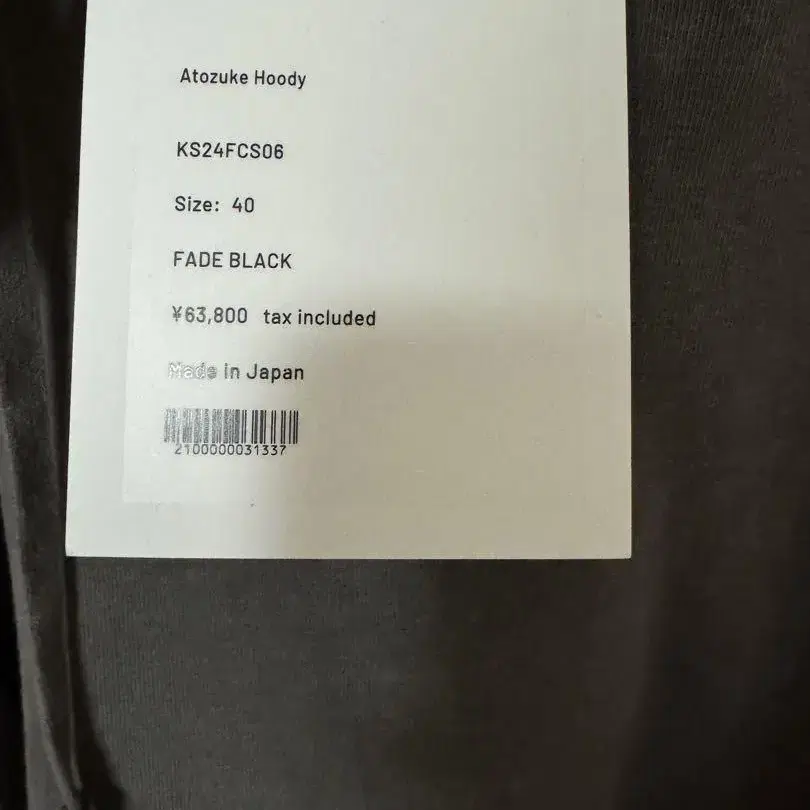 Atozuke Hoody
KS24FCS06
Size: 40
FADE BLACK
¥63,800 tax included
Made in Japan
2100000031337